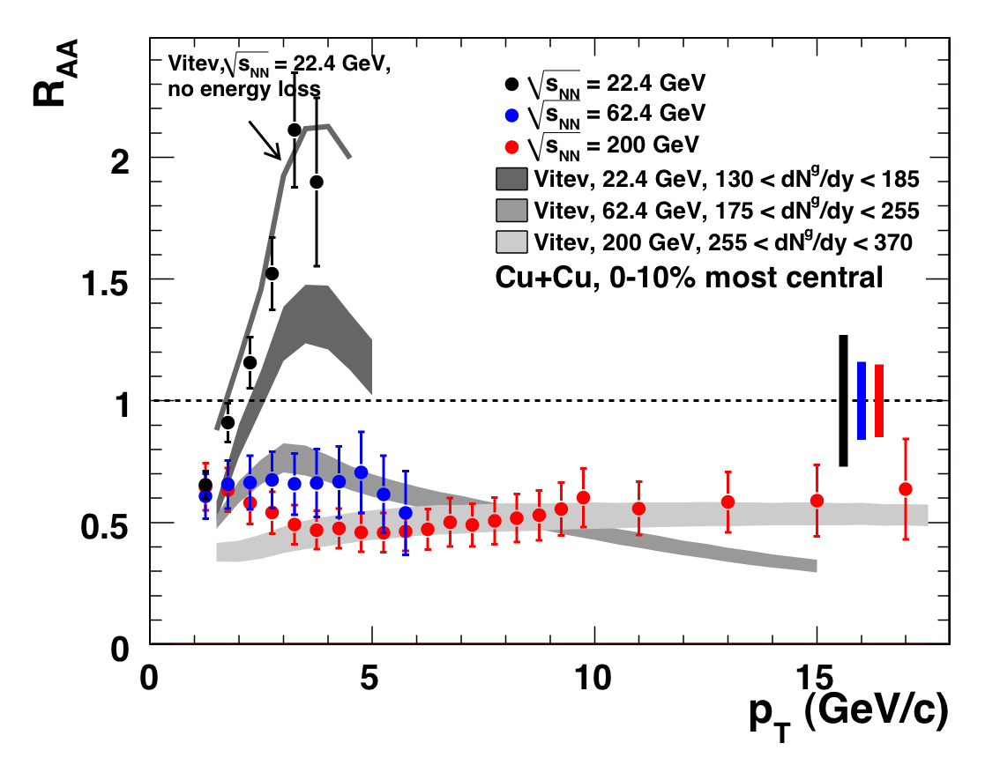 R_AA
Vitev, √s_NN = 22.4 GeV,
no energy loss
√s_NN = 22.4 GeV
√s_NN = 62.4 GeV
√s_NN = 200 GeV
Vitev, 22.4 GeV, 130 < dN^g/dy < 185
Vitev, 62.4 GeV, 175 < dN^g/dy < 255
Vitev, 200 GeV, 255 < dN^g/dy < 370
Cu+Cu, 0-10% most central
2
1.5
1
0.5
0
0 5 10 15
p_T (GeV/c)